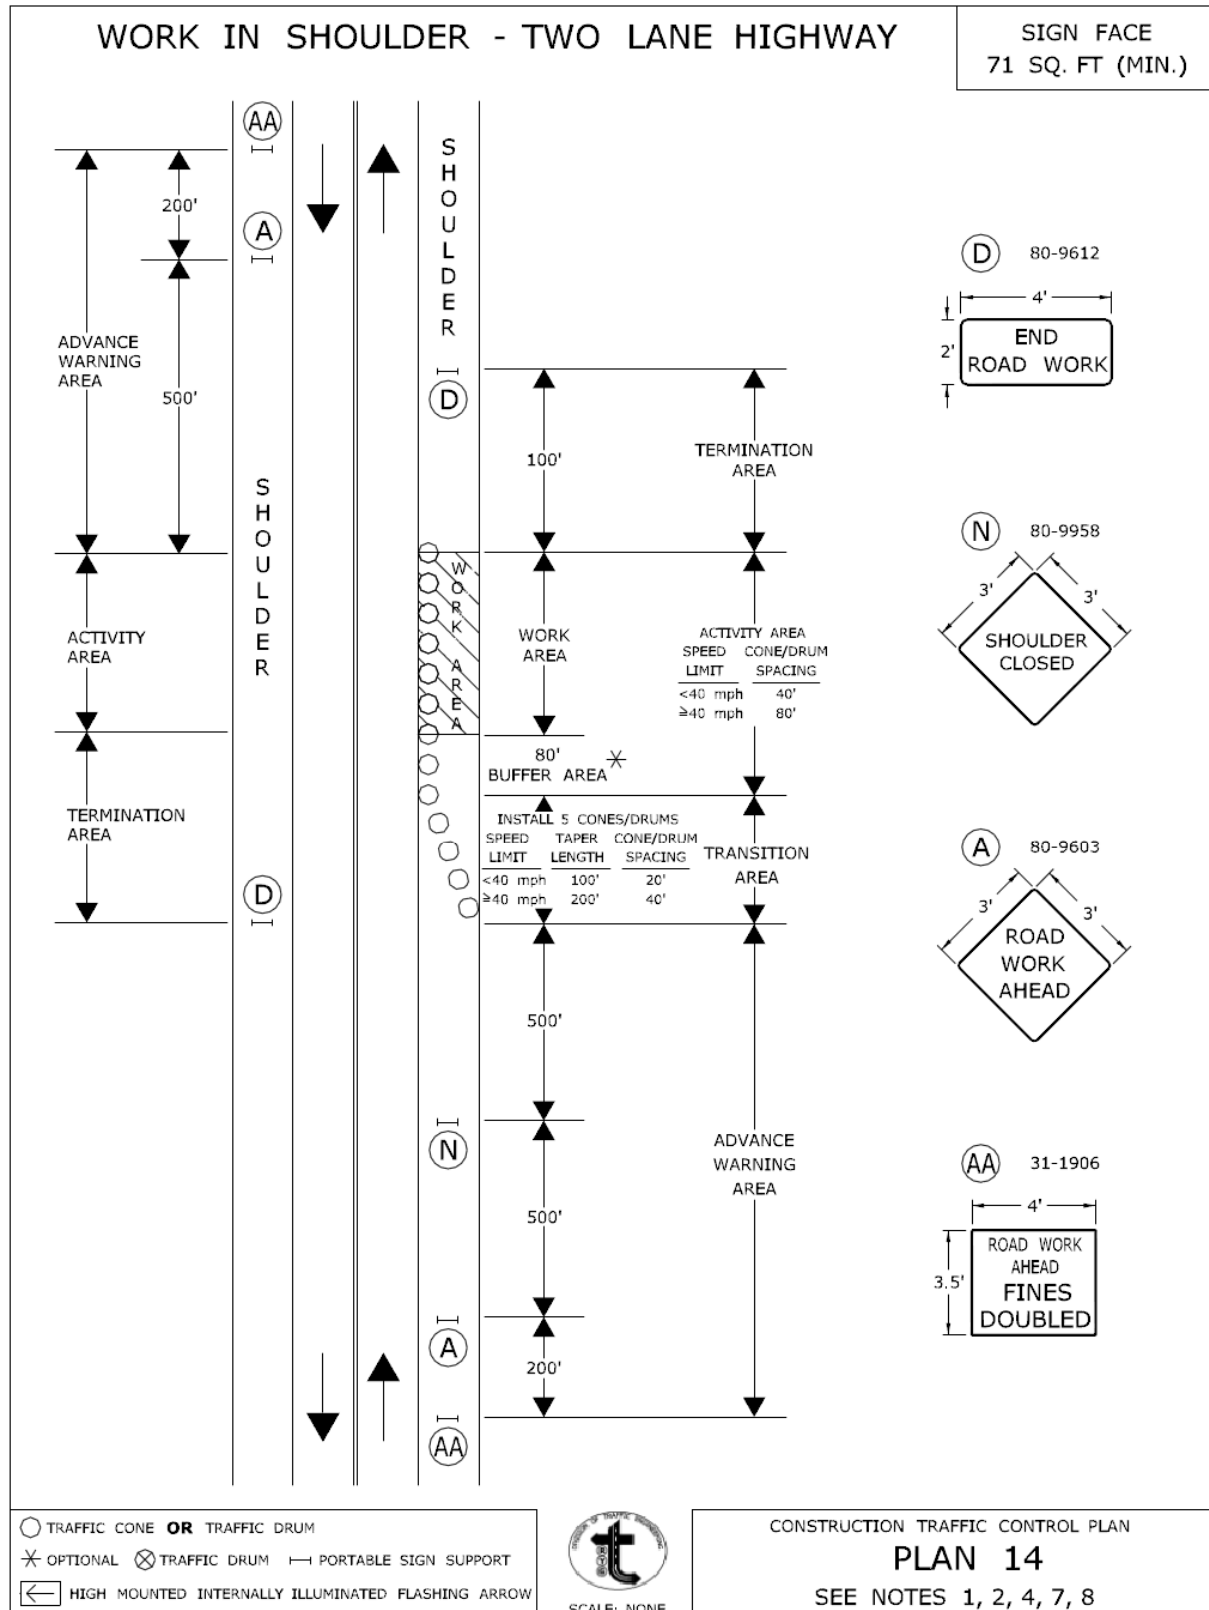 WORK IN SHOULDER - TWO LANE HIGHWAY
SIGN FACE
71 SQ. FT (MIN.)
AA
200'
A
ADVANCE
WARNING
AREA
500'
SHOULDER
ACTIVITY
AREA
TERMINATION
AREA
D
SHOULDER
D
100'
TERMINATION
AREA
WORK AREA
WORK
AREA
ACTIVITY AREA
SPEED CONE/DRUM
LIMIT SPACING
<40 mph 40'
≥40 mph 80'
80'
BUFFER AREA*
INSTALL 5 CONES/DRUMS
SPEED TAPER CONE/DRUM
LIMIT LENGTH SPACING
<40 mph 100' 20'
≥40 mph 200' 40'
TRANSITION
AREA
500'
N
ADVANCE
WARNING
AREA
500'
A
200'
AA
D 80-9612
4'
2'
END
ROAD WORK
N 80-9958
3' 3'
SHOULDER
CLOSED
A 80-9603
3' 3'
ROAD
WORK
AHEAD
AA 31-1906
4'
3.5'
ROAD WORK
AHEAD
FINES
DOUBLED
TRAFFIC CONE OR TRAFFIC DRUM
* OPTIONAL TRAFFIC DRUM PORTABLE SIGN SUPPORT
HIGH MOUNTED INTERNALLY ILLUMINATED FLASHING ARROW
DIVISION OF TRAFFIC ENGINEERING
t
SCALE: NONE
CONSTRUCTION TRAFFIC CONTROL PLAN
PLAN 14
SEE NOTES 1, 2, 4, 7, 8